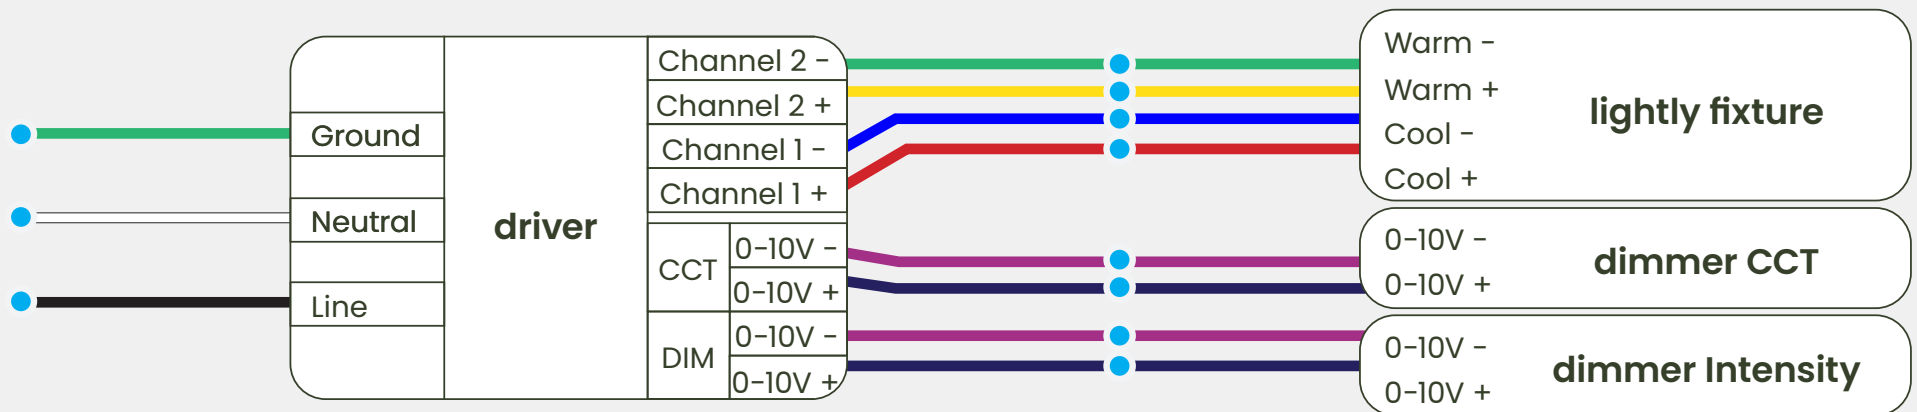 Ground
Neutral
Line
driver
Channel 2 -
Channel 2 +
Channel 1 -
Channel 1 +
CCT
0-10V -
0-10V +
DIM
0-10V -
0-10V +
Warm -
Warm +
Cool -
Cool +
lightly fixture
0-10V -
0-10V +
dimmer CCT
0-10V -
0-10V +
dimmer Intensity